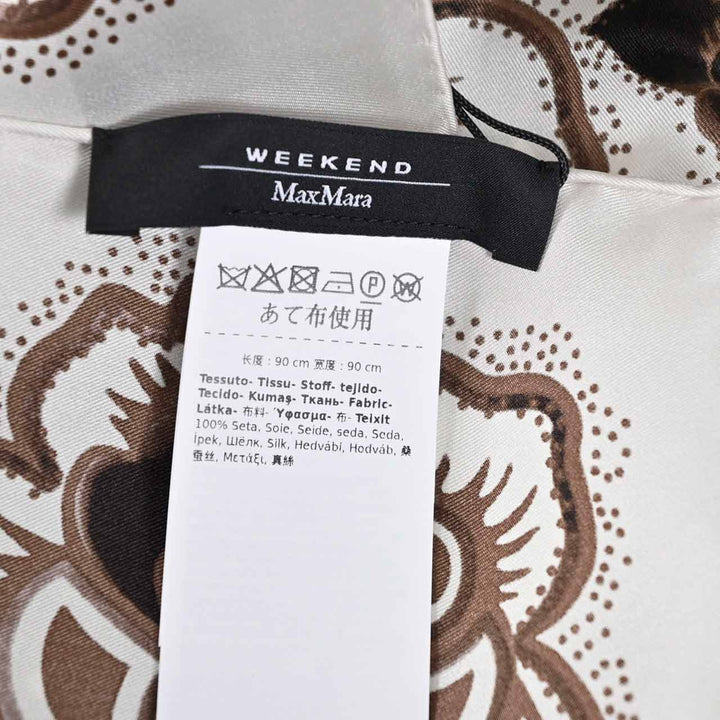 WEEKEND
MaxMara
P W
あて布使用
长度 : 90 cm 宽度 : 90 cm
Tessuto- Tissu- Stoff- tejido-
Tecido- Kumaş- Ткань- Fabric-
Látka- 布料- Ύφασμα- 布- Teixit
100% Seta, Soie, Seide, seda, Seda,
İpek, Шёлк, Silk, Hedvábí, Hodváb, 桑
蚕丝, Μετάξι, 真絲